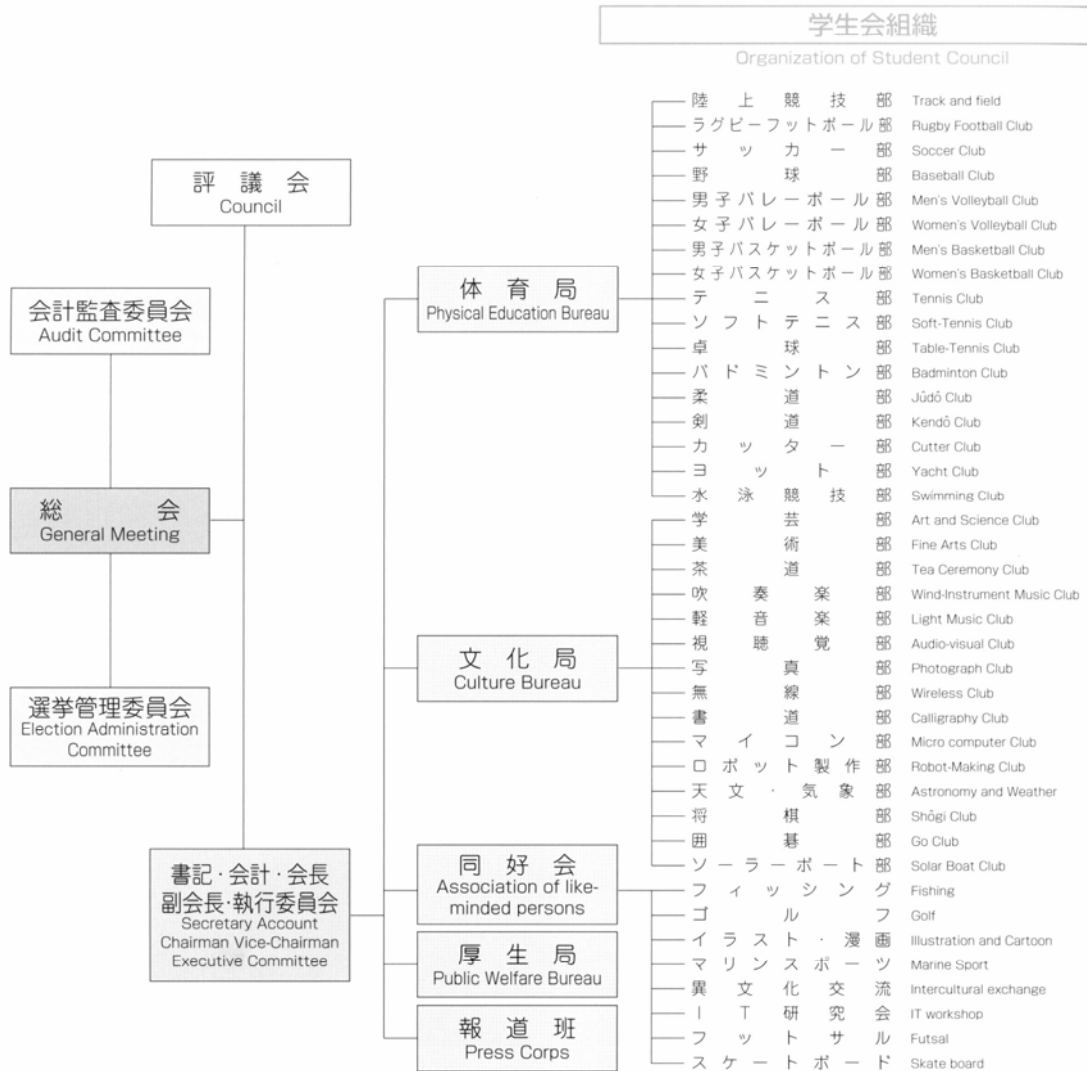 学生会組織
Organization of Student Council
評議会
Council
会計監査委員会
Audit Committee
総会
General Meeting
選挙管理委員会
Election Administration
Committee
書記・会計・会長
副会長・執行委員会
Secretary Account
Chairman Vice-Chairman
Executive Committee
体育局
Physical Education Bureau
文化局
Culture Bureau
同好会
Association of like-
minded persons
厚生局
Public Welfare Bureau
報道班
Press Corps
陸上競技部 Track and field
ラグビーフットボール部 Rugby Football Club
サッカー部 Soccer Club
野球部 Baseball Club
男子バレーボール部 Men's Volleyball Club
女子バレーボール部 Women's Volleyball Club
男子バスケットボール部 Men's Basketball Club
女子バスケットボール部 Women's Basketball Club
テニス部 Tennis Club
ソフトテニス部 Soft-Tennis Club
卓球部 Table-Tennis Club
バドミントン部 Badminton Club
柔道部 Jûdô Club
剣道部 Kendô Club
カッター部 Cutter Club
ヨット部 Yacht Club
水泳競技部 Swimming Club
学芸部 Art and Science Club
美術部 Fine Arts Club
茶道部 Tea Ceremony Club
吹奏楽部 Wind-Instrument Music Club
軽音楽部 Light Music Club
視聴覚部 Audio-visual Club
写真部 Photograph Club
無線部 Wireless Club
書道部 Calligraphy Club
マイコン部 Micro computer Club
ロボット製作部 Robot-Making Club
天文・気象部 Astronomy and Weather
将棋部 Shôgi Club
囲碁部 Go Club
ソーラーボート部 Solar Boat Club
フィッシング Fishing
ゴルフ Golf
イラスト・漫画 Illustration and Cartoon
マリンスポーツ Marine Sport
異文化交流 Intercultural exchange
IT研究会 IT workshop
フットサル Futsal
スケートボード Skate board